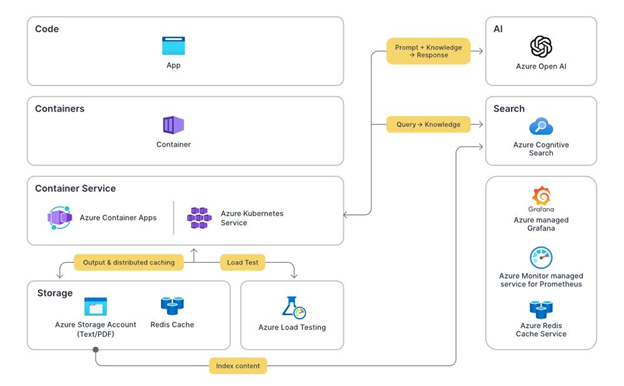 Code
App
Containers
Container
Container Service
Azure Container Apps
Azure Kubernetes
Service
Output & distributed caching
Load Test
Storage
Azure Storage Account
(Text/PDF)
Redis Cache
Azure Load Testing
Index content
Prompt + Knowledge
→ Response
Query → Knowledge
AI
Azure Open AI
Search
Azure Cognitive
Search
Grafana
Azure managed
Grafana
Azure Monitor managed
service for Prometheus
Azure Redis
Cache Service